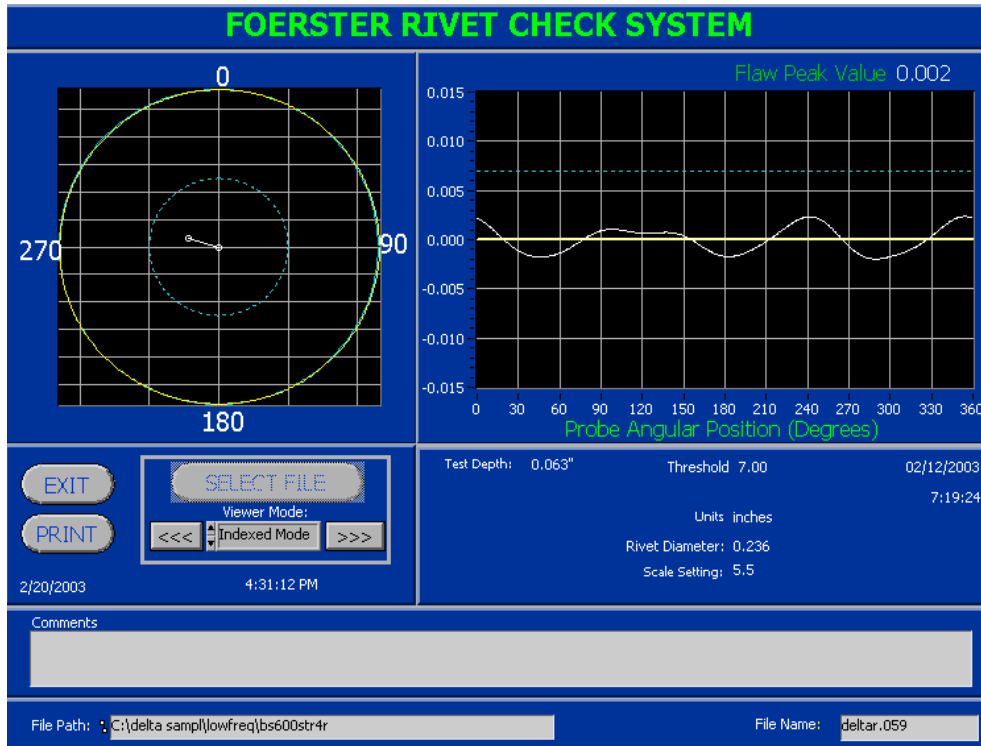 FOERSTER RIVET CHECK SYSTEM
0
270
90
180
Flaw Peak Value 0.002
0.015
0.010
0.005
0.000
-0.005
-0.010
-0.015
0 30 60 90 120 150 180 210 240 270 300 330 360
Probe Angular Position (Degrees)
EXIT
PRINT
SELECT FILE
Viewer Mode:
<<< Indexed Mode >>>
2/20/2003 4:31:12 PM
Test Depth: 0.063" Threshold 7.00 02/12/2003
7:19:24
Units inches
Rivet Diameter: 0.236
Scale Setting: 5.5
Comments
File Path: C:\delta sampl\lowfreq\bs600str4r
File Name: deltar.059